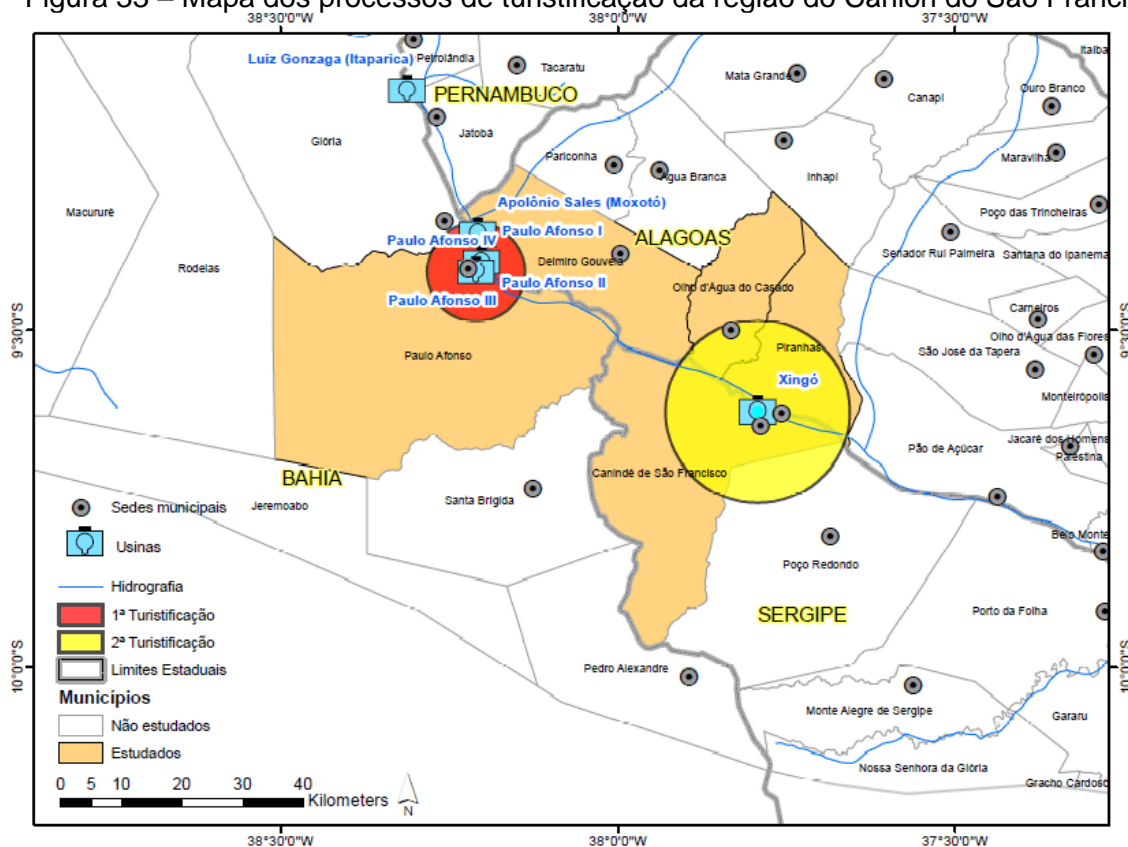 Figura 33 – Mapa dos processos de turistificação da região do Cânion do São Franci
38°30'0"W
38°0'0"W
37°30'0"W
Itaíba
Luiz Gonzaga (Itaparica)
Petrolândia
Tacaratu
Mata Grande
Canapi
Ouro Branco
PERNAMBUCO
Glória
Jatobá
Pariconha
Água Branca
Inhapi
Maravilha
Macururé
Apolônio Sales (Moxotó)
Poço das Trincheiras
Paulo Afonso IV
Paulo Afonso I
ALAGOAS
Senador Rui Palmeira
Santana do Ipanema
Rodelas
Delmiro Gouveia
Paulo Afonso II
Olho d'Água do Casado
Paulo Afonso III
Carneiros
9°30'0"S
9°30'0"S
Olho d'Água das Flores
Paulo Afonso
Piranhas
São José da Tapera
Xingó
Monteirópolis
Pão de Açúcar
Jacaré dos Homens
Palestina
BAHIA
Canindé de São Francisco
Jeremoabo
Santa Brigida
Belo Monte
Poço Redondo
SERGIPE
Porto da Folha
Pedro Alexandre
10°0'0"S
10°0'0"S
Monte Alegre de Sergipe
Gararu
Nossa Senhora da Glória
Gracho Cardoso
Sedes municipais
Usinas
Hidrografia
1ª Turistificação
2ª Turistificação
Limites Estaduais
Municípios
Não estudados
Estudados
0 5 10 20 30 40
Kilometers
N
38°30'0"W
38°0'0"W
37°30'0"W